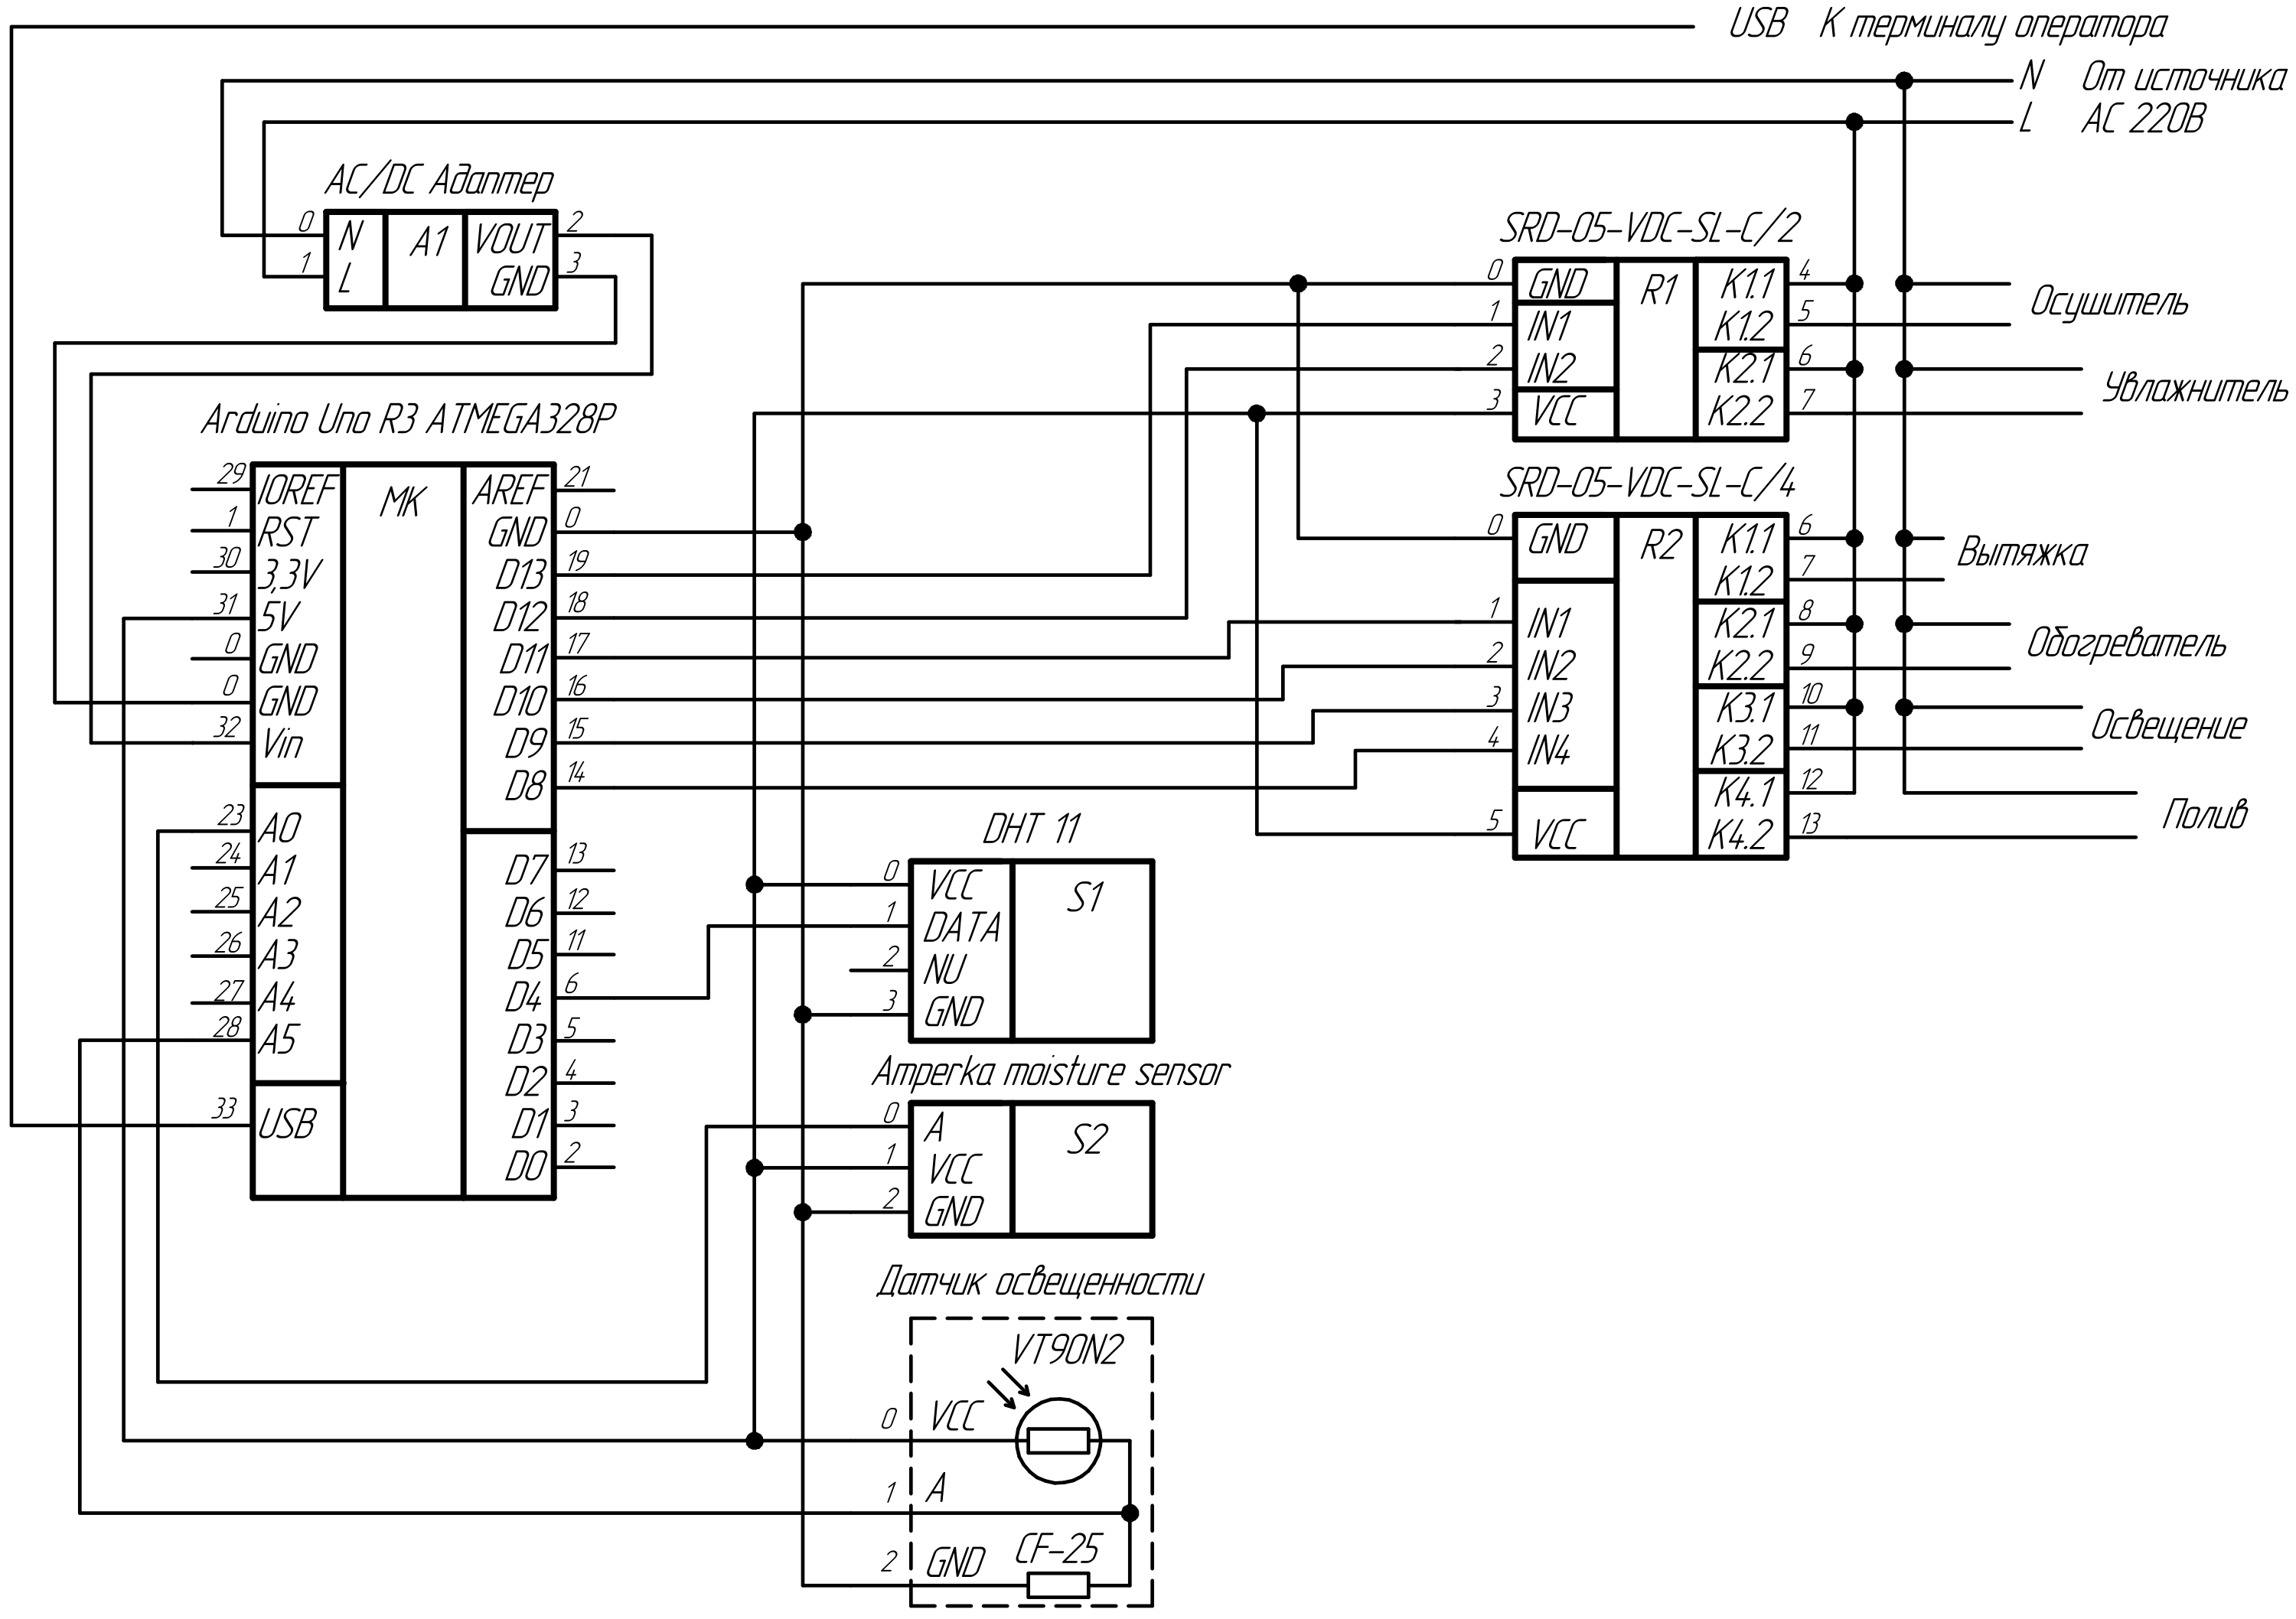 USB К терминалу оператора
N От источника
L АС 220В
AC/DC Адаптер
0 N A1 VOUT 2
1 L GND 3
SRD-05-VDC-SL-C/2
0 GND R1 K1.1 4
1 IN1 K1.2 5
Осушитель
2 IN2 K2.1 6
3 VCC K2.2 7
Увлажнитель
Arduino Uno R3 ATMEGA328P
29 IOREF MK AREF 21
1 RST GND 0
30 3,3V D13 19
31 5V D12 18
0 GND D11 17
0 GND D10 16
32 Vin D9 15
D8 14
23 A0
24 A1 D7 13
25 A2 D6 12
26 A3 D5 11
27 A4 D4 6
28 A5 D3 5
D2 4
33 USB D1 3
D0 2
SRD-05-VDC-SL-C/4
0 GND R2 K1.1 6
K1.2 7
Вытяжка
1 IN1 K2.1 8
2 IN2 K2.2 9
Обогреватель
3 IN3 K3.1 10
4 IN4 K3.2 11
Освещение
K4.1 12
5 VCC K4.2 13
Полив
DHT 11
0 VCC S1
1 DATA
2 NU
3 GND
Amperka moisture sensor
0 A S2
1 VCC
2 GND
Датчик освещенности
VT90N2
0 VCC
1 A
2 GND CF-25